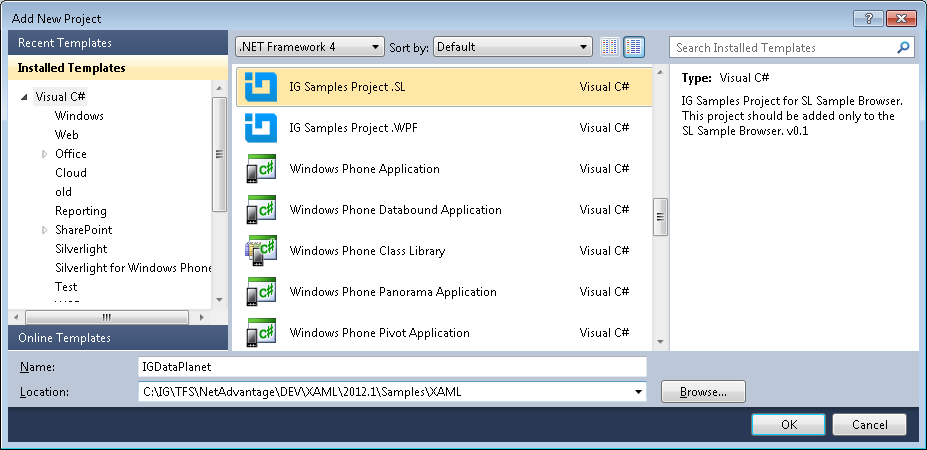 Add New Project
Recent Templates
Installed Templates
Visual C#
Windows
Web
Office
Cloud
old
Reporting
SharePoint
Silverlight
Silverlight for Windows Phone
Test
Online Templates
.NET Framework 4
Sort by:
Default
IG Samples Project .SL Visual C#
IG Samples Project .WPF Visual C#
Windows Phone Application Visual C#
Windows Phone Databound Application Visual C#
Windows Phone Class Library Visual C#
Windows Phone Panorama Application Visual C#
Windows Phone Pivot Application Visual C#
Search Installed Templates
Type: Visual C#
IG Samples Project for SL Sample Browser.
This project should be added only to the
SL Sample Browser. v0.1
Name: IGDataPlanet
Location: C:\IG\TFS\NetAdvantage\DEV\XAML\2012.1\Samples\XAML
Browse...
OK
Cancel